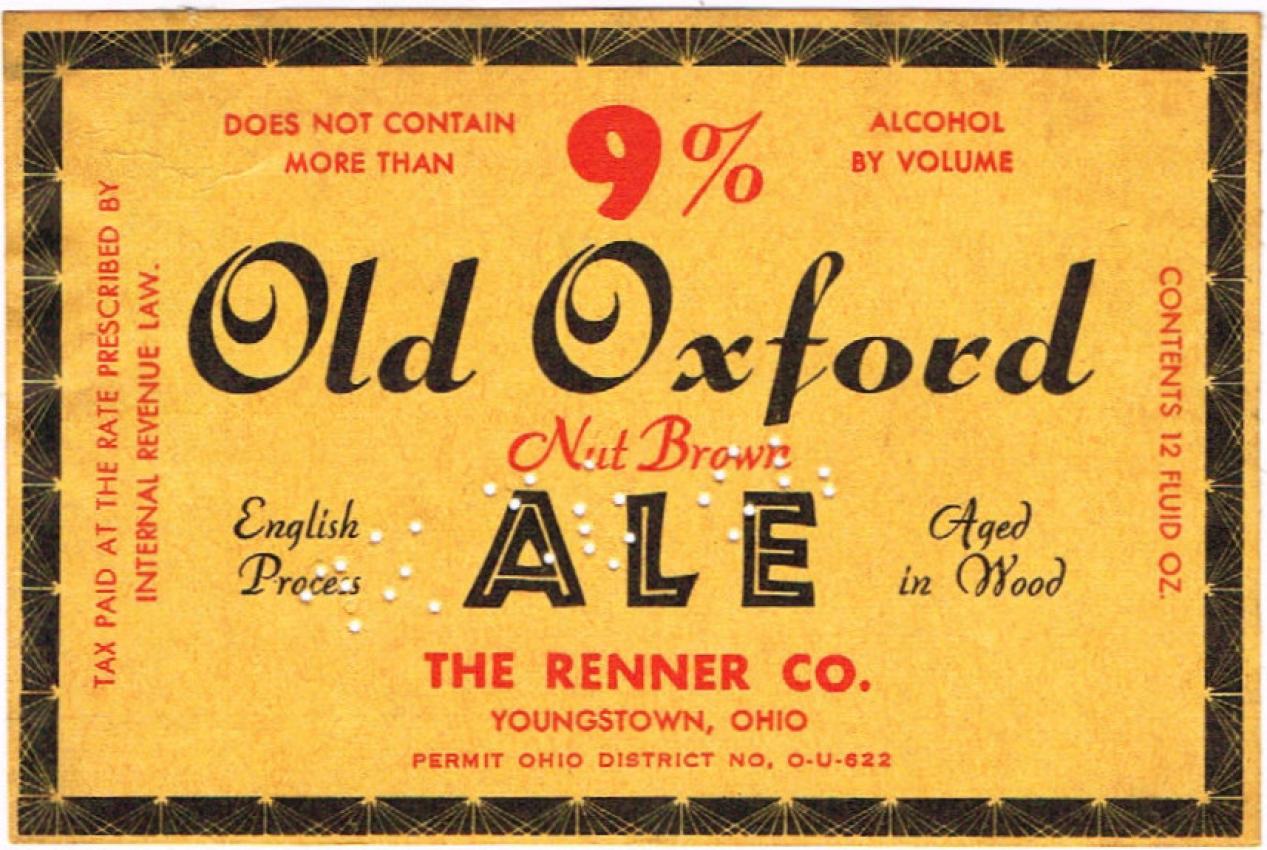 DOES NOT CONTAIN
MORE THAN
9%
ALCOHOL
BY VOLUME
Old Oxford
Nut Brown
ALE
English
Process
Aged
in Wood
THE RENNER CO.
YOUNGSTOWN, OHIO
PERMIT OHIO DISTRICT NO. O-U-622
TAX PAID AT THE RATE PRESCRIBED BY
INTERNAL REVENUE LAW.
CONTENTS 12 FLUID OZ.